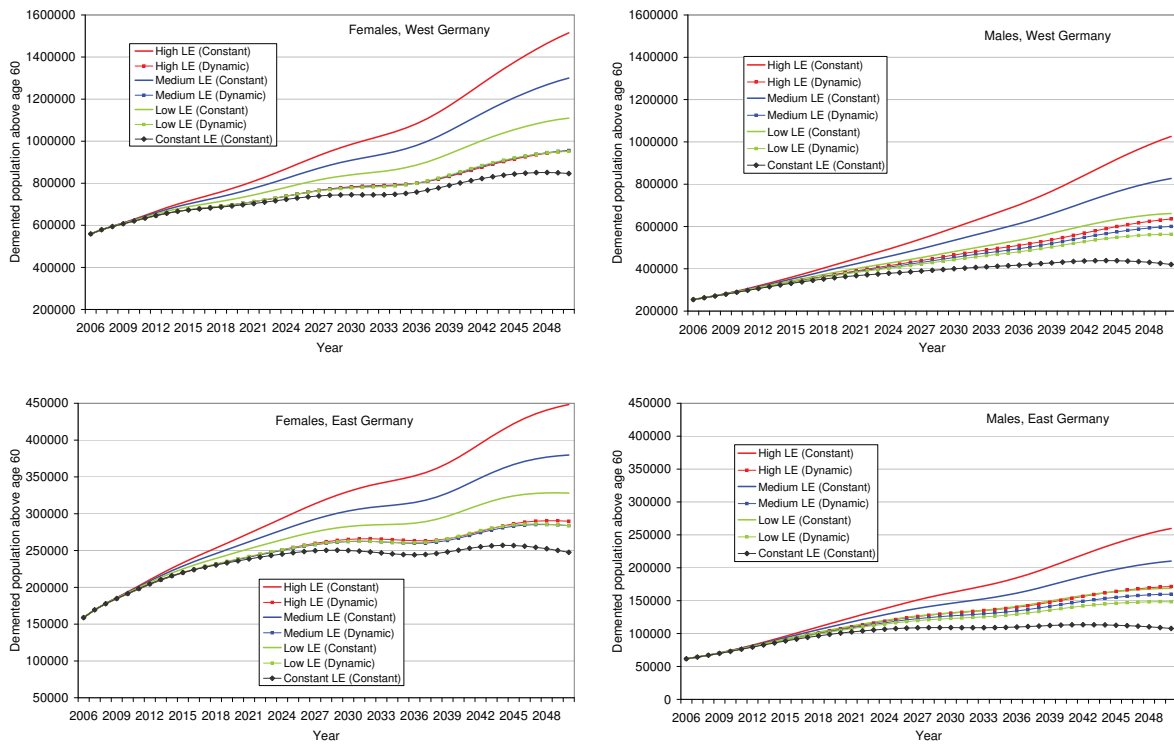 Females, West Germany
Demented population above age 60
1600000
1400000
1200000
1000000
800000
600000
400000
200000
High LE (Constant)
High LE (Dynamic)
Medium LE (Constant)
Medium LE (Dynamic)
Low LE (Constant)
Low LE (Dynamic)
Constant LE (Constant)
2006 2009 2012 2015 2018 2021 2024 2027 2030 2033 2036 2039 2042 2045 2048
Year
Males, West Germany
Demented population above age 60
1600000
1400000
1200000
1000000
800000
600000
400000
200000
High LE (Constant)
High LE (Dynamic)
Medium LE (Constant)
Medium LE (Dynamic)
Low LE (Constant)
Low LE (Dynamic)
Constant LE (Constant)
2006 2009 2012 2015 2018 2021 2024 2027 2030 2033 2036 2039 2042 2045 2048
Year
Females, East Germany
Demented population above age 60
450000
400000
350000
300000
250000
200000
150000
100000
50000
High LE (Constant)
High LE (Dynamic)
Medium LE (Constant)
Medium LE (Dynamic)
Low LE (Constant)
Low LE (Dynamic)
Constant LE (Constant)
2006 2009 2012 2015 2018 2021 2024 2027 2030 2033 2036 2039 2042 2045 2048
Year
Males, East Germany
Demented population above age 60
450000
400000
350000
300000
250000
200000
150000
100000
50000
0
High LE (Constant)
High LE (Dynamic)
Medium LE (Constant)
Medium LE (Dynamic)
Low LE (Constant)
Low LE (Dynamic)
Constant LE (Constant)
2006 2009 2012 2015 2018 2021 2024 2027 2030 2033 2036 2039 2042 2045 2048
Year